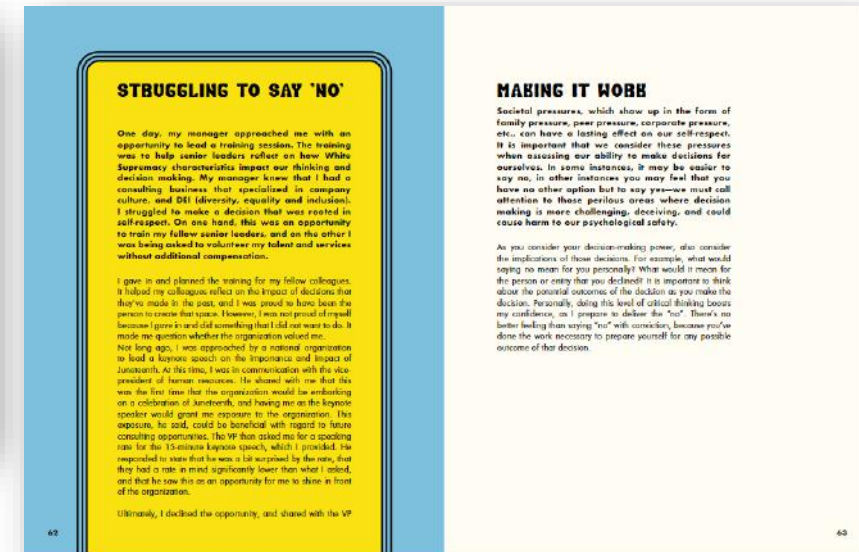 STRUGGLING TO SAY 'NO'
One day, my manager approached me with an
opportunity to lead a training session. The training
was to help senior leaders reflect on how White
Supremacy characteristics impact our thinking and
decision making. My manager knew that I had a
consulting business that specialized in company
culture, and DEI (diversity, equality and inclusion).
I struggled to make a decision that was rooted in
self-respect. On one hand, this was an opportunity
to train my fellow senior leaders, and on the other I
was being asked to volunteer my talent and services
without additional compensation.
I gave in and planned the training for my fellow colleagues.
It helped my colleagues reflect on the impact of decisions that
they've made in the past, and I was proud to have been the
person to create that space. However, I was not proud of myself
because I gave in and did something that I did not want to do. It
made me question whether the organization valued me.
Not long ago, I was approached by a national organization
to lead a keynote speech on the importance and impact of
Juneteenth. At this time, I was in communication with the vice-
president of human resources. He shared with me that this
was the first time that the organization would be embarking
on a celebration of Juneteenth, and having me as the keynote
speaker would grant me exposure to the organization. This
exposure, he said, could be beneficial with regard to future
consulting opportunities. The VP then asked me for a speaking
rate for the 15-minute keynote speech, which I provided. He
responded to state that he was a bit surprised by the rate, that
they had a rate in mind significantly lower than what I asked,
and that he saw this as an opportunity for me to shine in front
of the organization.
Ultimately, I declined the opportunity, and shared with the VP
62
MAKING IT WORK
Societal pressures, which show up in the form of
family pressure, peer pressure, corporate pressure,
etc., can have a lasting effect on our self-respect.
It is important that we consider these pressures
when assessing our ability to make decisions for
ourselves. In some instances, it may be easier to
say no, in other instances you may feel that you
have no other option but to say yes—we must call
attention to those perilous areas where decision
making is more challenging, deceiving, and could
cause harm to our psychological safety.
As you consider your decision-making power, also consider
the implications of those decisions. For example, what would
saying no mean for you personally? What would it mean for
the person or entity that you declined? It is important to think
about the potential outcomes of the decision as you make the
decision. Personally, doing this level of critical thinking boosts
my confidence, as I prepare to deliver the "no". There's no
better feeling than saying "no" with conviction, because you've
done the work necessary to prepare yourself for any possible
outcome of that decision.
63